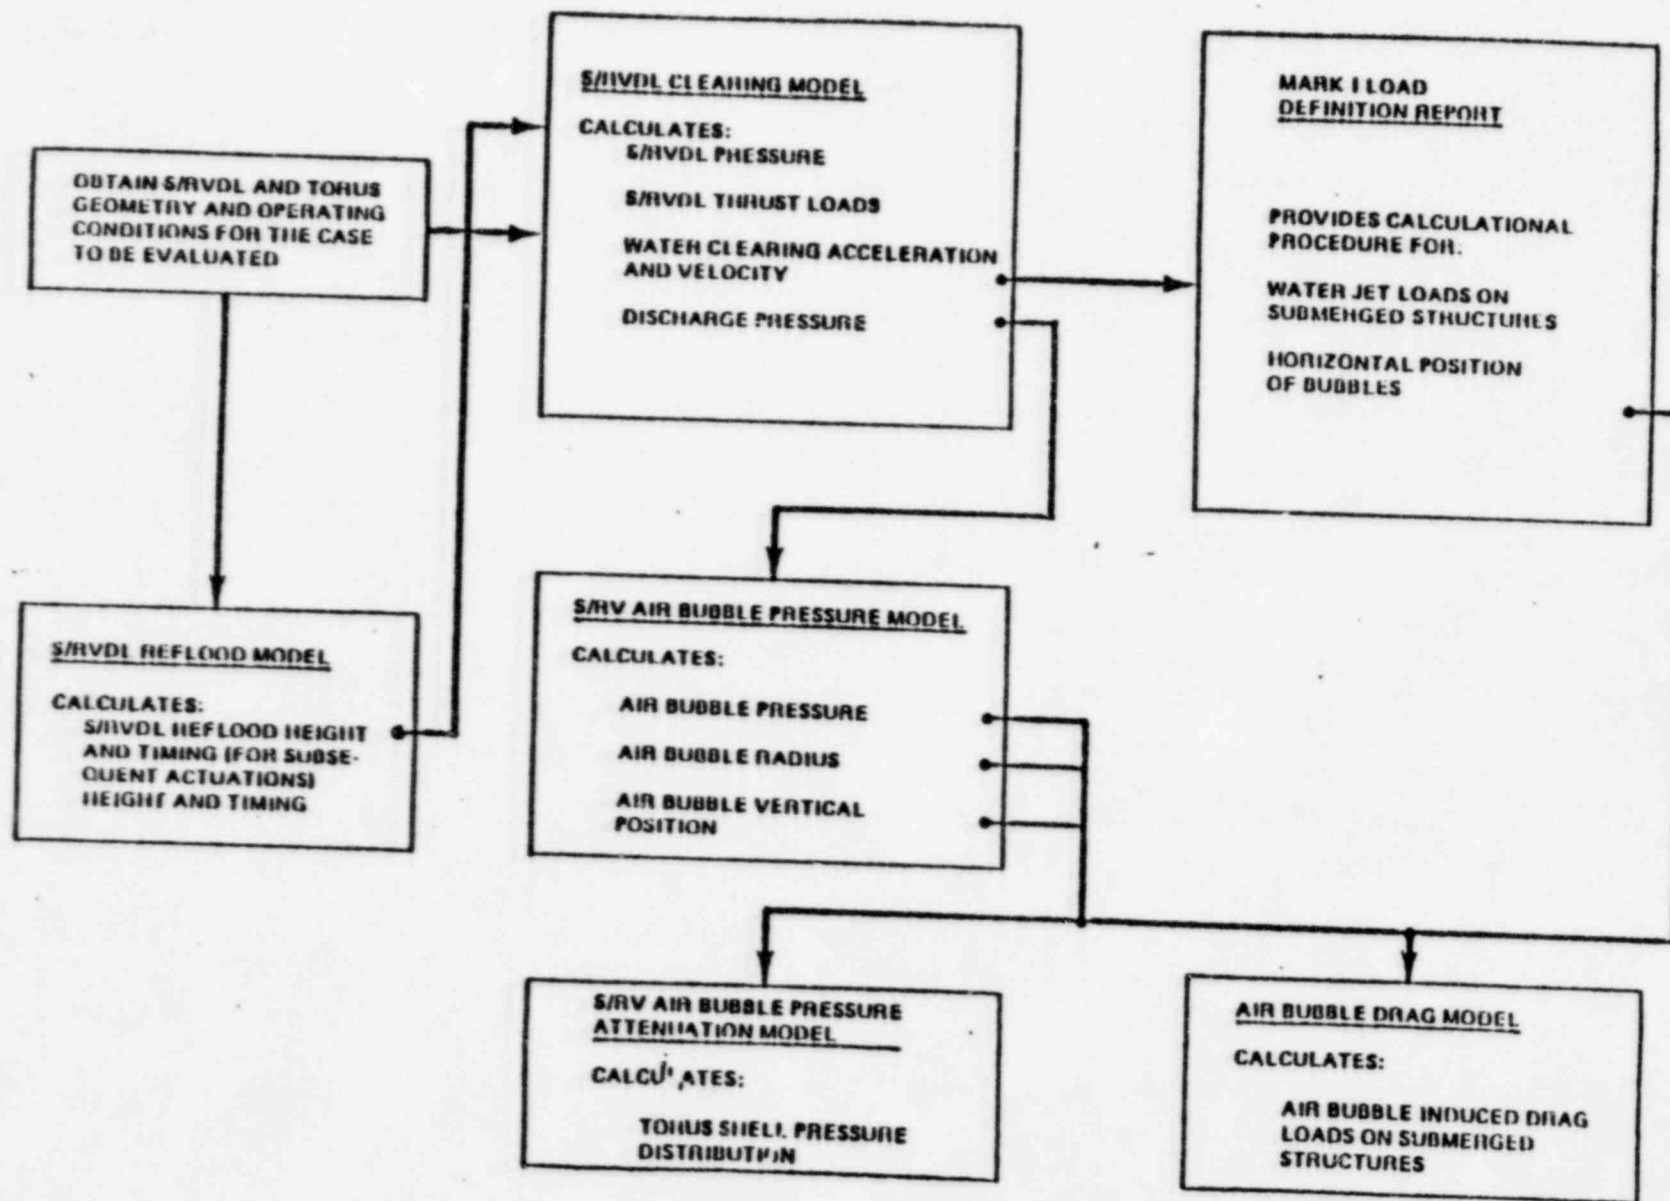 OBTAIN S/RVDL AND TORUS
GEOMETRY AND OPERATING
CONDITIONS FOR THE CASE
TO BE EVALUATED
S/RVDL CLEARING MODEL
CALCULATES:
S/RVDL PRESSURE
S/RVDL THRUST LOADS
WATER CLEARING ACCELERATION
AND VELOCITY
DISCHARGE PRESSURE
MARK I LOAD
DEFINITION REPORT
PROVIDES CALCULATIONAL
PROCEDURE FOR:
WATER JET LOADS ON
SUBMERGED STRUCTURES
HORIZONTAL POSITION
OF BUBBLES
S/RVDL REFLOOD MODEL
CALCULATES:
S/RVDL REFLOOD HEIGHT
AND TIMING (FOR SUBSE-
QUENT ACTUATIONS)
HEIGHT AND TIMING
S/RV AIR BUBBLE PRESSURE MODEL
CALCULATES:
AIR BUBBLE PRESSURE
AIR BUBBLE RADIUS
AIR BUBBLE VERTICAL
POSITION
S/RV AIR BUBBLE PRESSURE
ATTENUATION MODEL
CALCULATES:
TORUS SHELL PRESSURE
DISTRIBUTION
AIR BUBBLE DRAG MODEL
CALCULATES:
AIR BUBBLE INDUCED DRAG
LOADS ON SUBMERGED
STRUCTURES